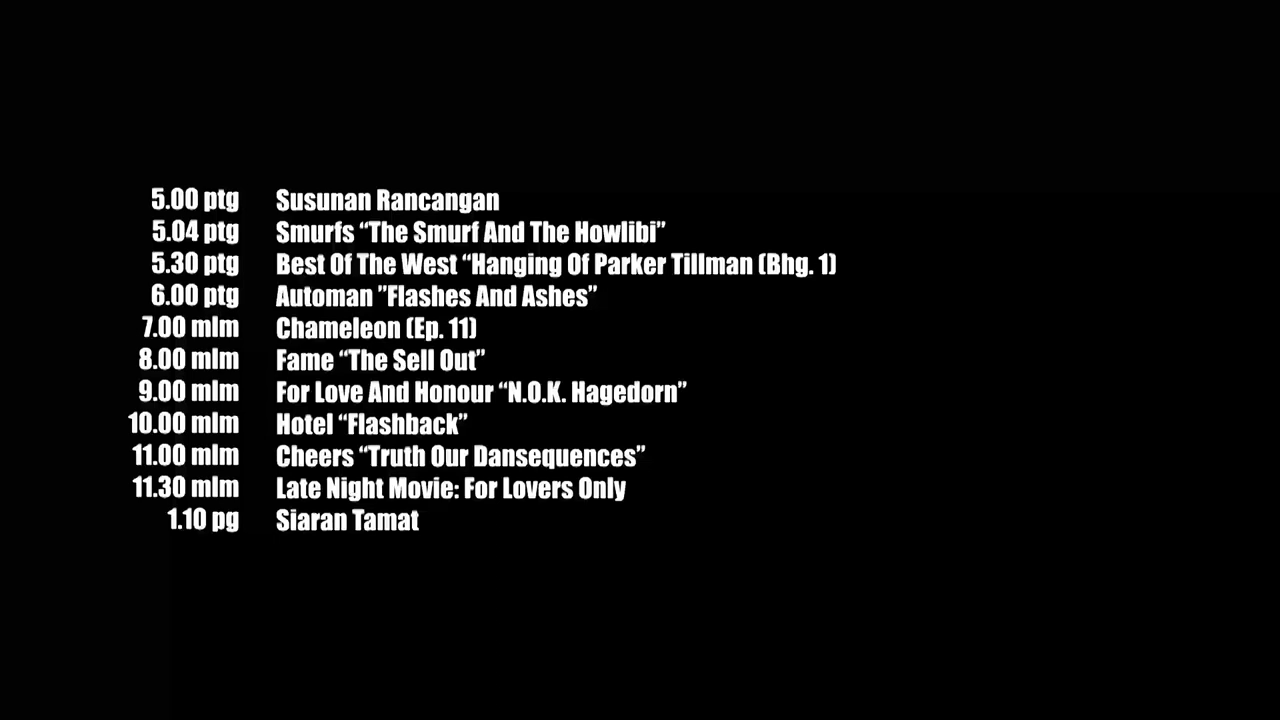 5.00 ptg Susunan Rancangan
5.04 ptg Smurfs “The Smurf And The Howlibi”
5.30 ptg Best Of The West “Hanging Of Parker Tillman (Bhg. 1)
6.00 ptg Automan ”Flashes And Ashes”
7.00 mlm Chameleon (Ep. 11)
8.00 mlm Fame “The Sell Out”
9.00 mlm For Love And Honour “N.O.K. Hagedorn”
10.00 mlm Hotel “Flashback”
11.00 mlm Cheers “Truth Our Dansequences”
11.30 mlm Late Night Movie: For Lovers Only
1.10 pg Siaran Tamat